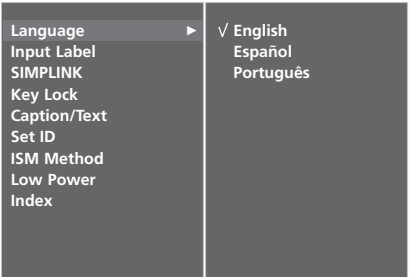 Language ►
Input Label
SIMPLINK
Key Lock
Caption/Text
Set ID
ISM Method
Low Power
Index
√ English
Español
Português